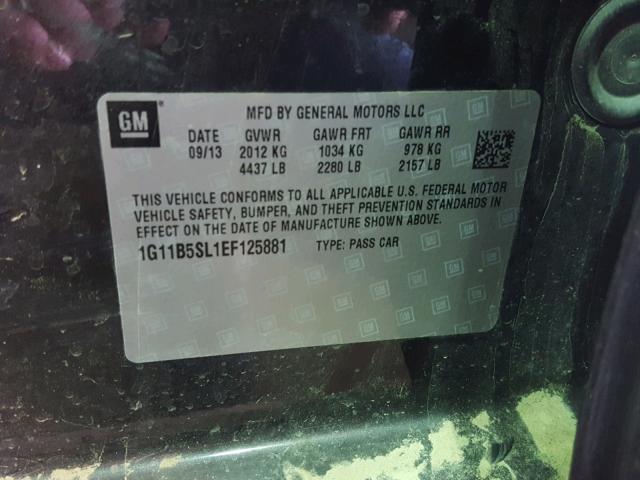 GM ®
MFD BY GENERAL MOTORS LLC
DATE GVWR GAWR FRT GAWR RR
09/13 2012 KG 1034 KG 978 KG
4437 LB 2280 LB 2157 LB
THIS VEHICLE CONFORMS TO ALL APPLICABLE U.S. FEDERAL MOTOR
VEHICLE SAFETY, BUMPER, AND THEFT PREVENTION STANDARDS IN
EFFECT ON THE DATE OF MANUFACTURE SHOWN ABOVE.
1G11B5SL1EF125881 TYPE: PASS CAR